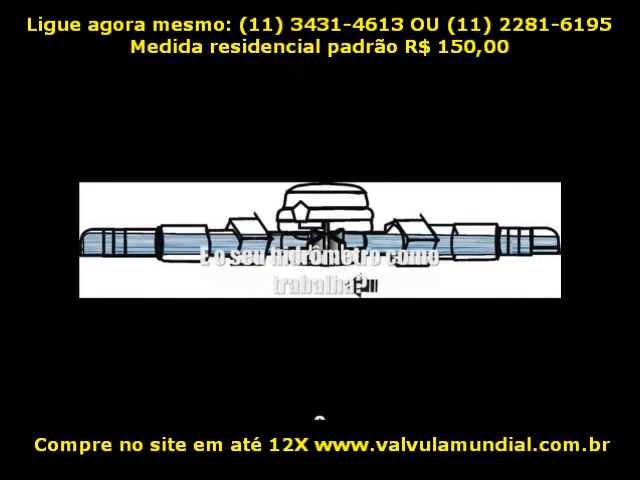 Ligue agora mesmo: (11) 3431-4613 OU (11) 2281-6195
Medida residencial padrão R$ 150,00
E o seu hidrômetro como
trabalha?
Compre no site em até 12X www.valvulamundial.com.br